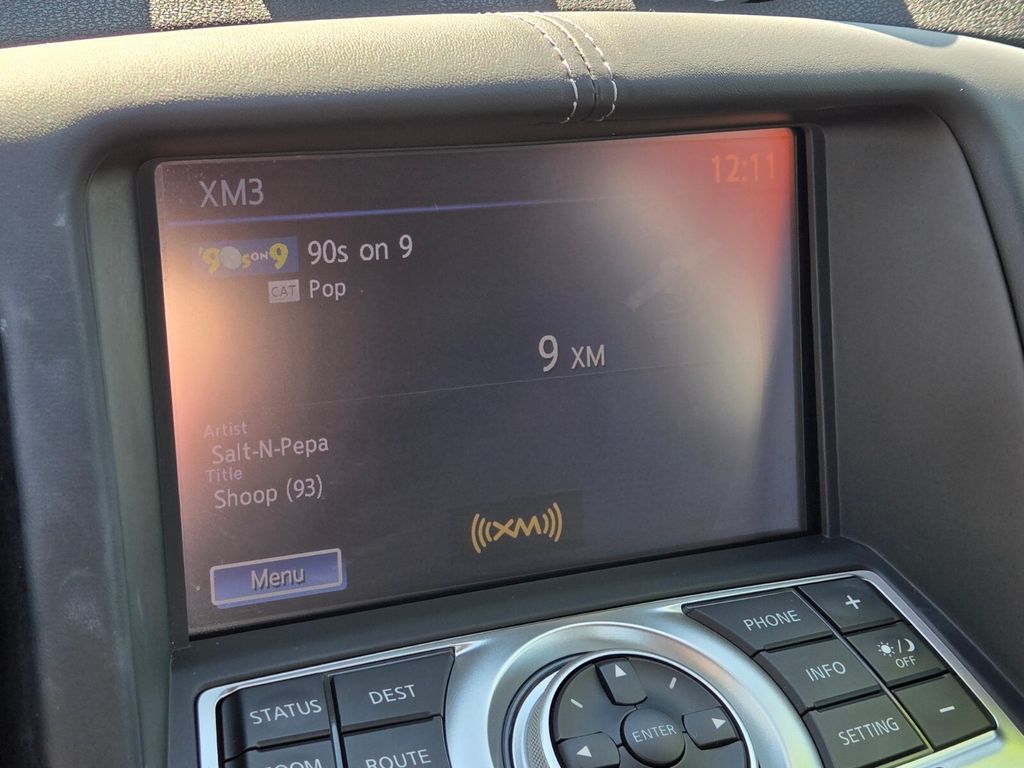 XM3
12:11
'90s ON 9
90s on 9
CAT
Pop
9 XM
Artist
Salt-N-Pepa
Title
Shoop (93)
XM
Menu
PHONE
+
INFO
OFF
SETTING
-
STATUS
DEST
ROUTE
ENTER